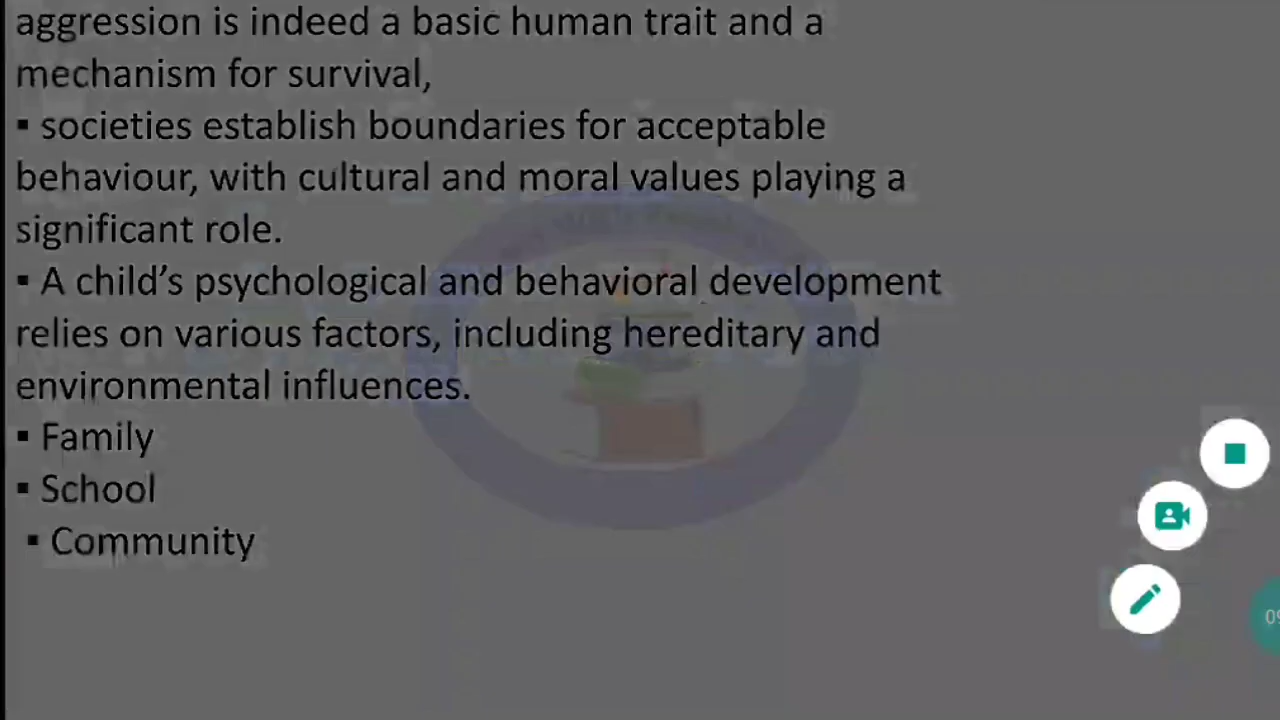 aggression is indeed a basic human trait and a
mechanism for survival,
▪ societies establish boundaries for acceptable
behaviour, with cultural and moral values playing a
significant role.
▪ A child’s psychological and behavioral development
relies on various factors, including hereditary and
environmental influences.
▪ Family
▪ School
▪ Community